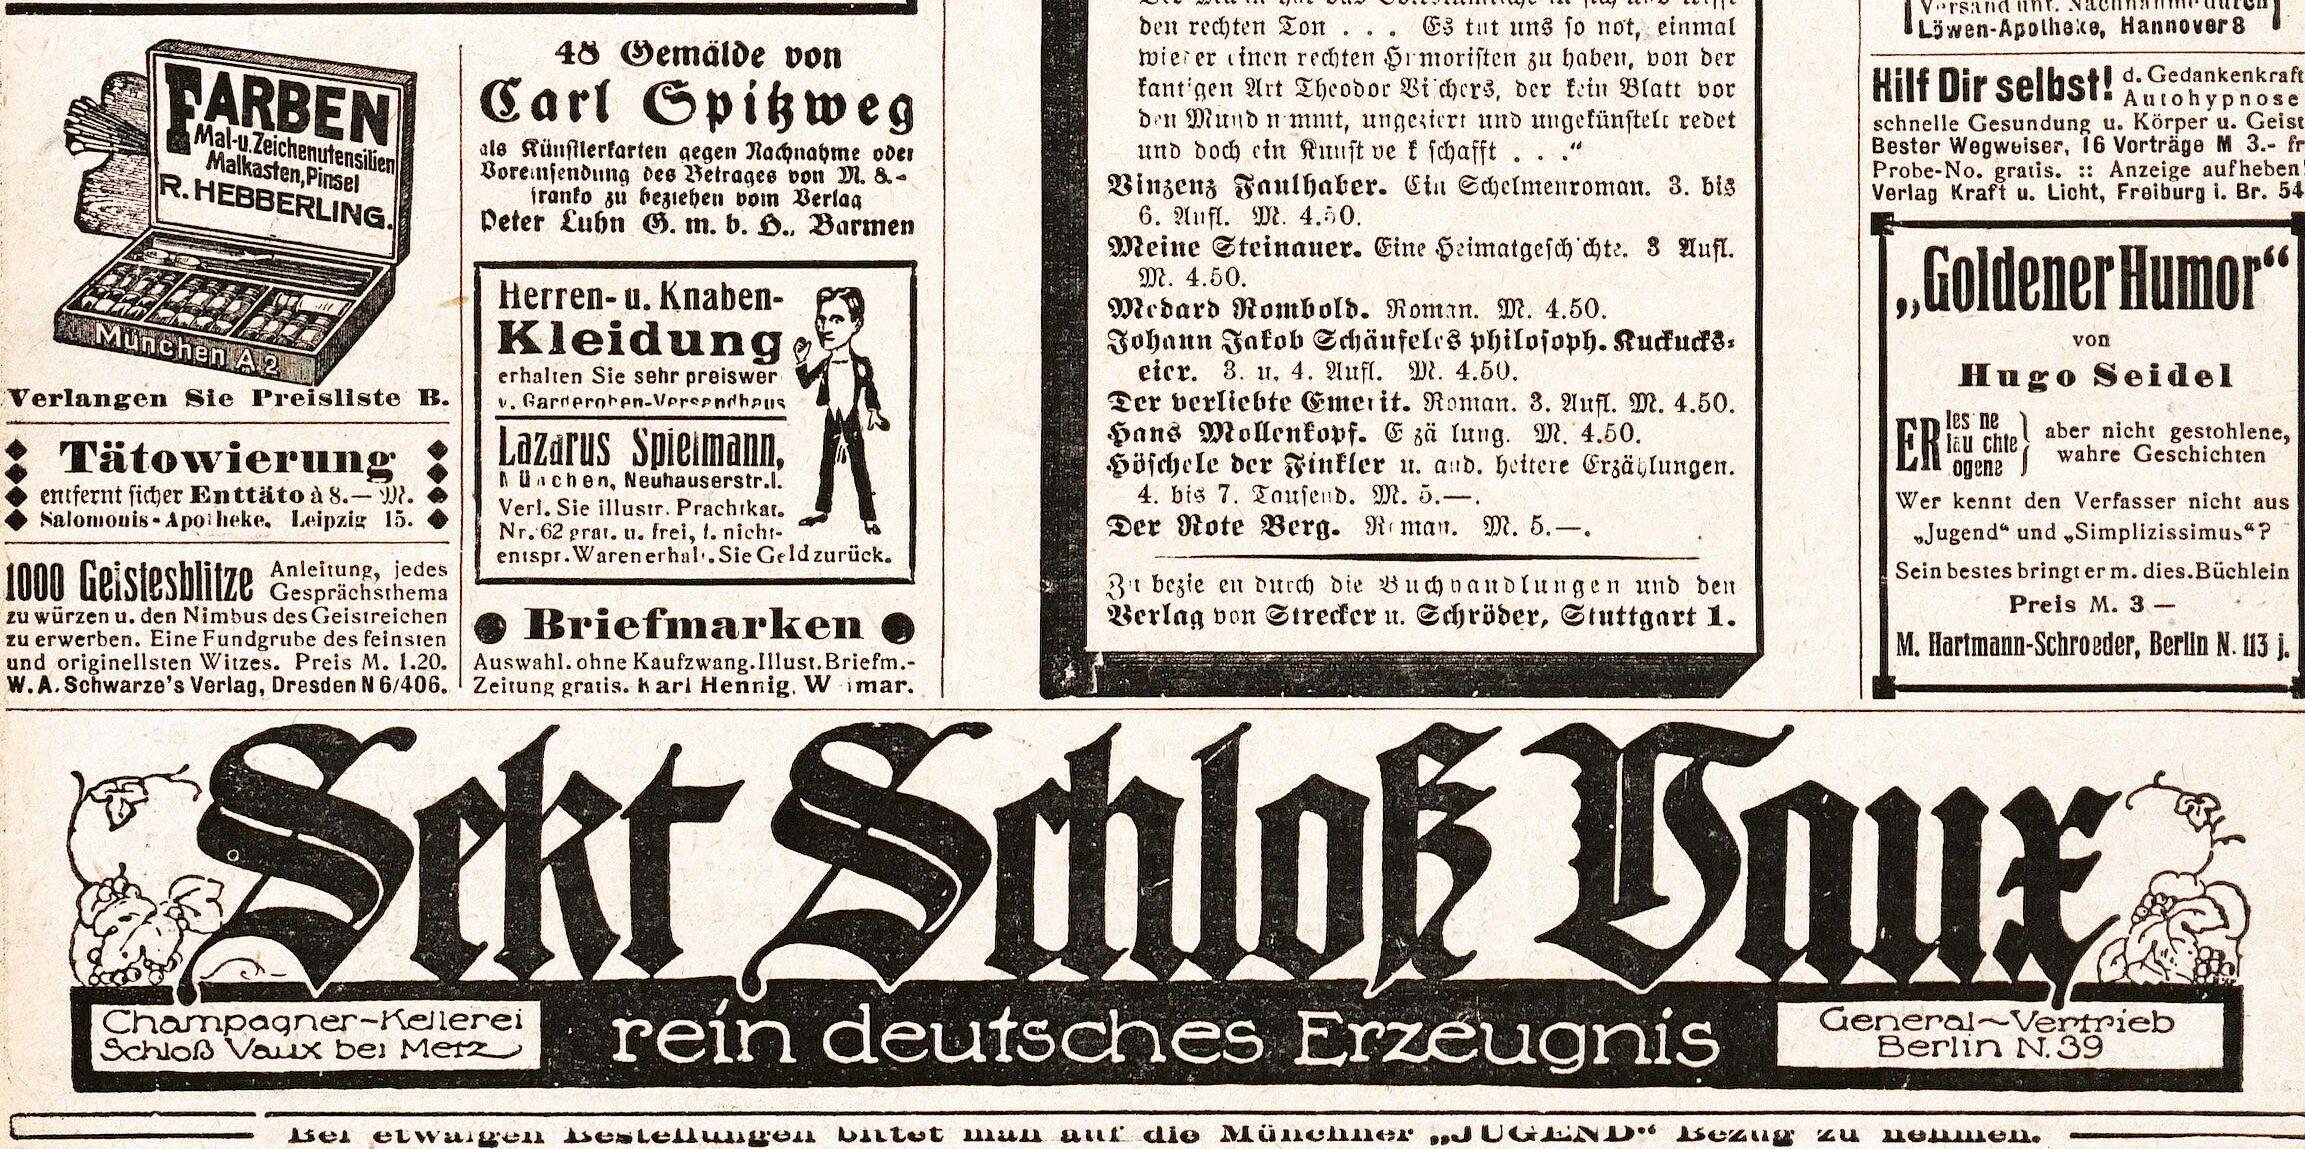 FARBEN
Mal-u. Zeichenutensilien
Malkasten, Pinsel
R. HEBBERLING.
München A2
Verlangen Sie Preisliste B.
Tätowierung
entfernt sicher Enttäto à 8.— M.
Salomonis-Apotheke, Leipzig 15.
1000 Geistesblitze Anleitung, jedes
Gesprächsthema
zu würzen u. den Nimbus des Geistreichen
zu erwerben. Eine Fundgrube des feinsten
und originellsten Witzes. Preis M. 1.20.
W. A. Schwarze's Verlag, Dresden N 6/406.
48 Gemälde von
Carl Spitzweg
als Künstlerkarten gegen Nachnahme oder
Voreinsendung des Betrages von M. 8.-
franko zu beziehen vom Verlag
Peter Luhn G. m. b. H., Barmen
Herren- u. Knaben-
Kleidung
erhalten Sie sehr preiswer
v. Garderoben-Versandhaus
Lazarus Spielmann,
München, Neuhauserstr. 1.
Verl. Sie illustr. Prachtkat.
Nr. 62 grat. u. frei, f. nicht-
entspr. Waren erhalt. Sie Geld zurück.
● Briefmarken ●
Auswahl. ohne Kaufzwang. Illust. Briefm.-
Zeitung gratis. Karl Hennig, Weimar.
den rechten Ton . . . Es tut uns so not, einmal
wieder einen rechten Humoristen zu haben, von der
kantigen Art Theodor Vischers, der kein Blatt vor
den Mund nimmt, ungeziert und ungekünstelt redet
und doch ein Kunstwerk schafft . . .“
Vinzenz Faulhaber. Ein Schelmenroman. 3. bis
6. Aufl. M. 4.50.
Meine Steinauer. Eine Heimatgeschichte. 3 Aufl.
M. 4.50.
Medard Rombold. Roman. M. 4.50.
Johann Jakob Schäufeles philosoph. Kuckucks-
eier. 3. u. 4. Aufl. M. 4.50.
Der verliebte Emerit. Roman. 3. Aufl. M. 4.50.
Hans Mollenkopf. Erzählung. M. 4.50.
Höschele der Finkler u. and. heitere Erzählungen.
4. bis 7. Tausend. M. 5.—.
Der Rote Berg. Roman. M. 5.—.
Zu beziehen durch die Buchhandlungen und den
Verlag von Strecker u. Schröder, Stuttgart 1.
Versand unt. Nachnahme durch
Löwen-Apotheke, Hannover 8
Hilf Dir selbst! d. Gedankenkraft
Autohypnose
schnelle Gesundung u. Körper u. Geist
Bester Wegweiser, 16 Vorträge M 3.- fr
Probe-No. gratis. :: Anzeige aufheben!
Verlag Kraft u. Licht, Freiburg i. Br. 54
„Goldener Humor“
von
Hugo Seidel
ER les'ne
läuchte
ogene
aber nicht gestohlene,
wahre Geschichten
Wer kennt den Verfasser nicht aus
„Jugend“ und „Simplizissimus“?
Sein bestes bringt er m. dies. Büchlein
Preis M. 3 —
M. Hartmann-Schroeder, Berlin N. 113 j.
Sekt Schloß Vaux
Champagner-Kellerei
Schloß Vaux bei Metz
rein deutsches Erzeugnis
General-Vertrieb
Berlin N. 39
Bei etwaigen Bestellungen bittet man auf die Münchner „JUGEND“ Bezug zu nehmen.